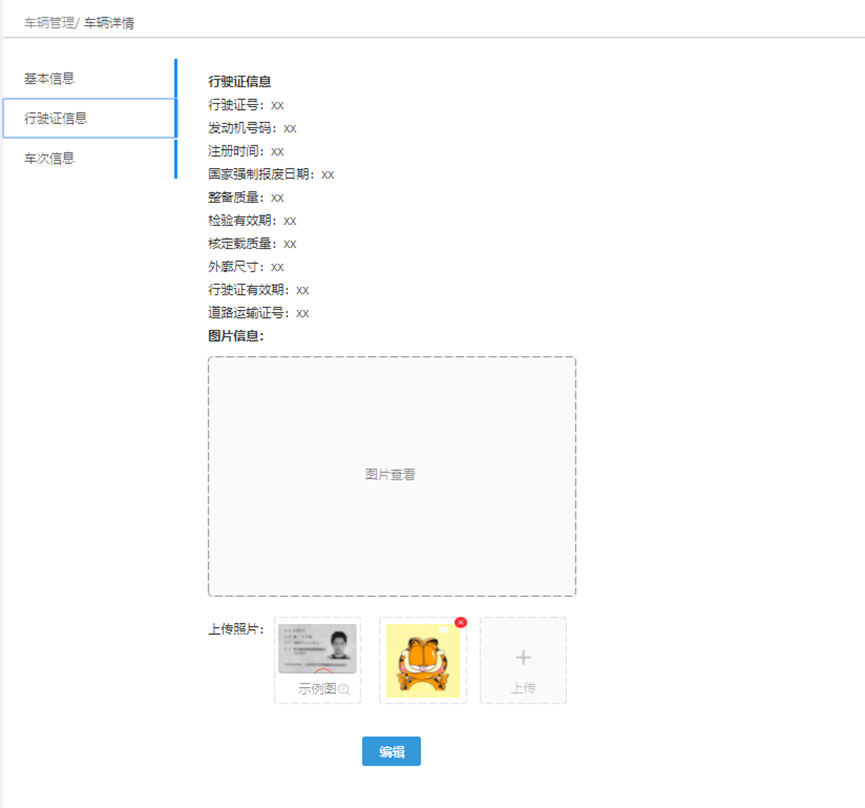 车辆管理/ 车辆详情
基本信息
行驶证信息
车次信息
行驶证信息
行驶证号：xx
发动机号码：xx
注册时间：xx
国家强制报废日期：xx
整备质量：xx
检验有效期：xx
核定载质量：xx
外廓尺寸：xx
行驶证有效期：xx
道路运输证号：xx
图片信息：
图片查看
上传照片：
示例图
上传
编辑